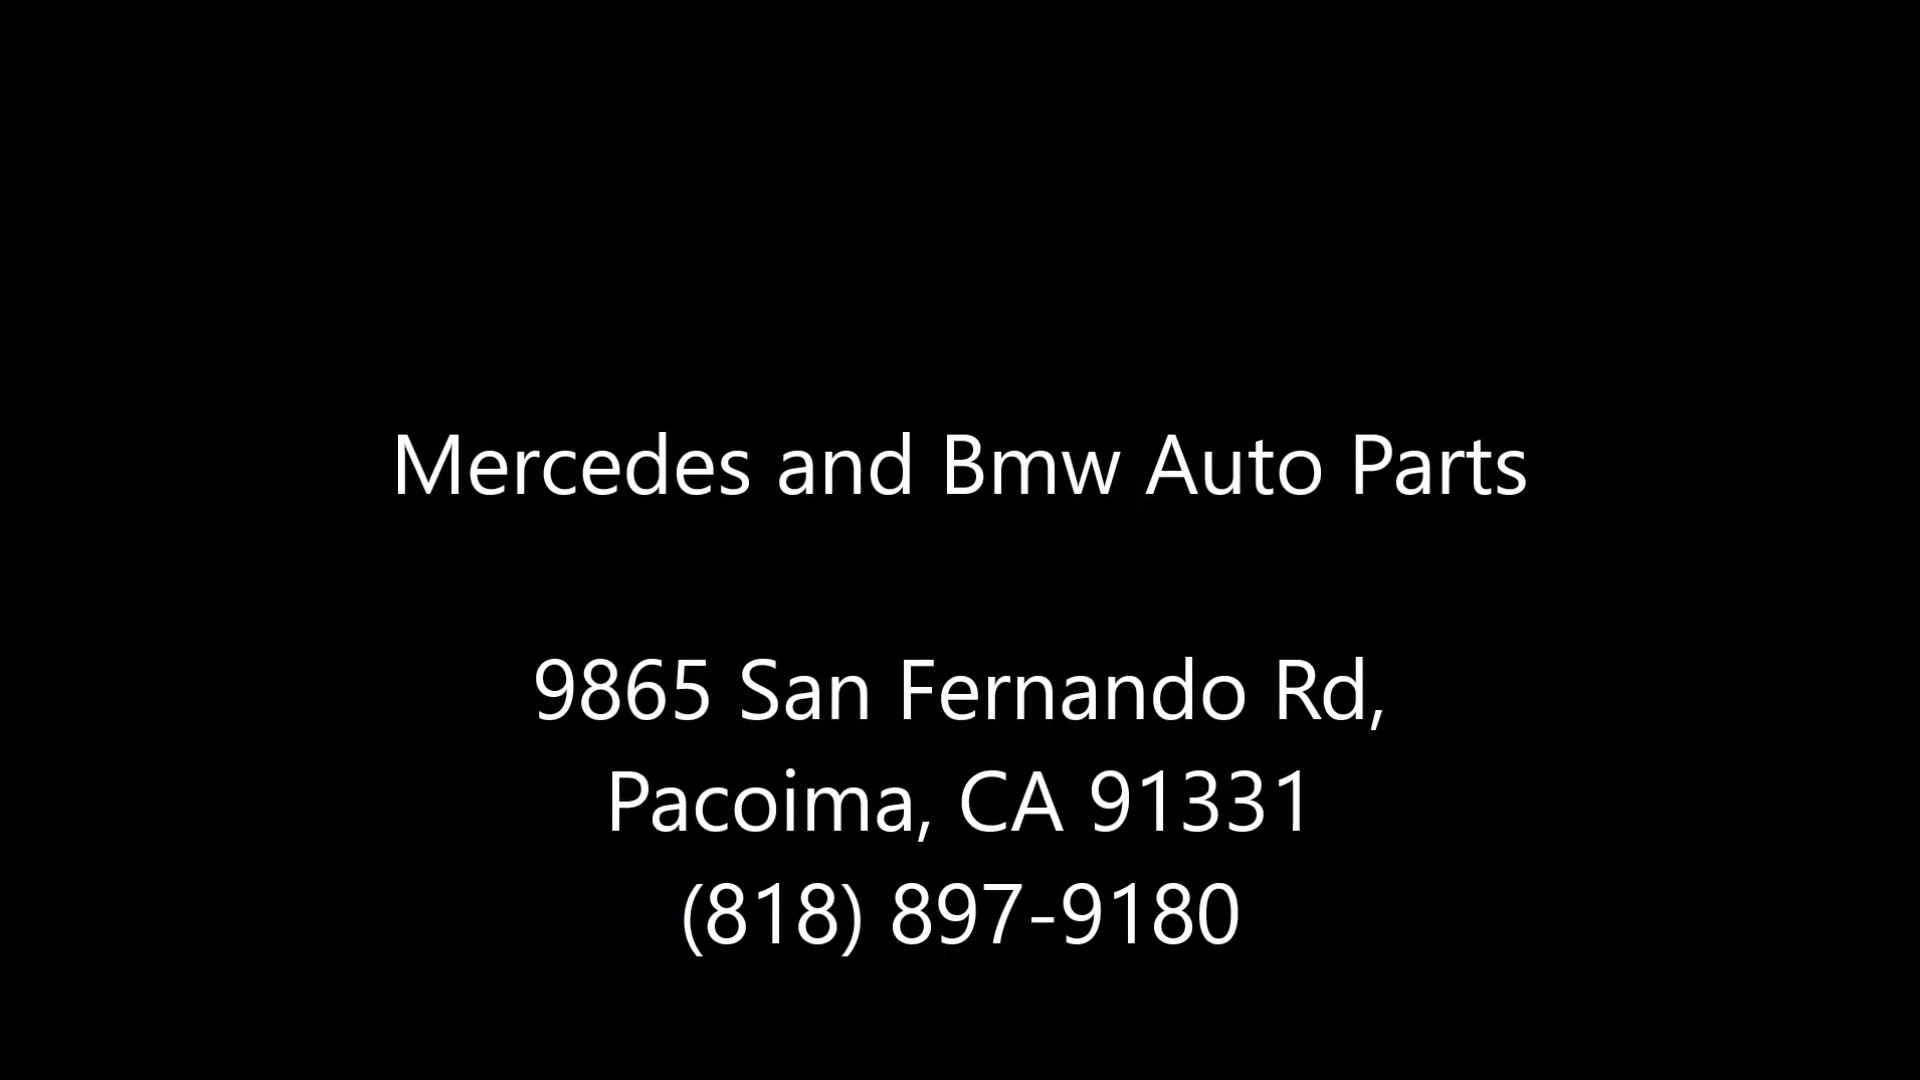 Mercedes and Bmw Auto Parts
9865 San Fernando Rd,
Pacoima, CA 91331
(818) 897-9180